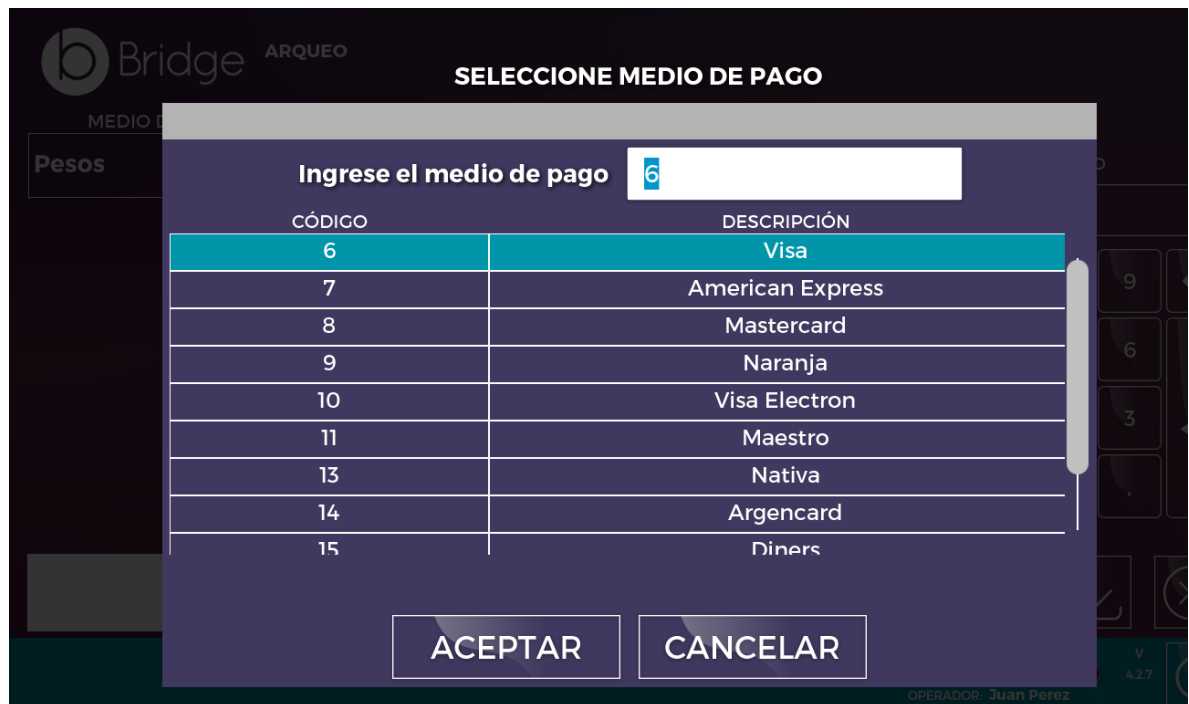 Bridge ARQUEO
SELECCIONE MEDIO DE PAGO
MEDIO
Pesos
Ingrese el medio de pago 6
CÓDIGO DESCRIPCIÓN
6 Visa
7 American Express
8 Mastercard
9 Naranja
10 Visa Electron
11 Maestro
13 Nativa
14 Argencard
15 Diners
9
6
3
,
ACEPTAR CANCELAR
V
4.2.7
OPERADOR: Juan Perez